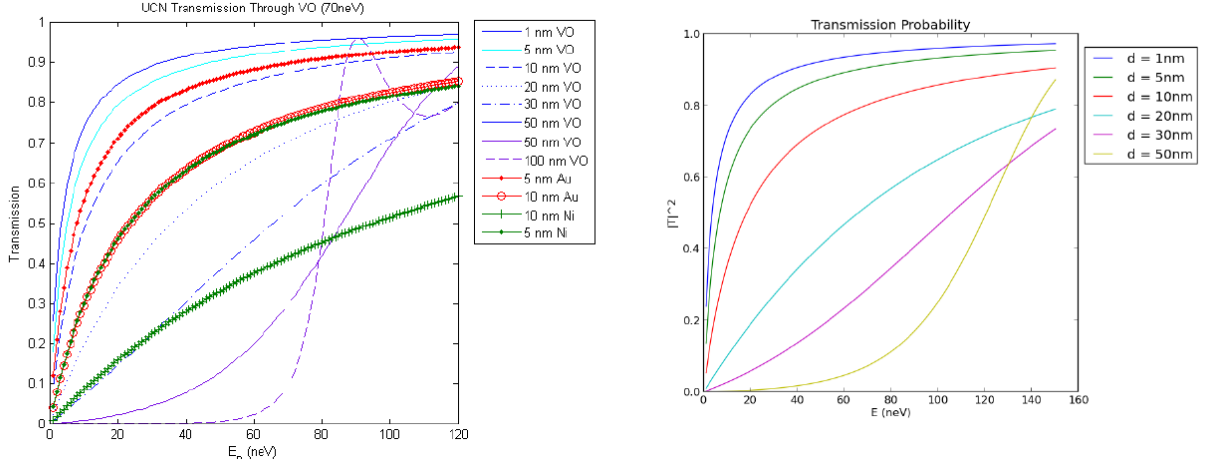 UCN Transmission Through VO (70neV)
1
0.9
0.8
0.7
0.6
0.5
0.4
0.3
0.2
0.1
0
Transmission
0
20
40
60
80
100
120
(neV)
1 nm VO
5 nm VO
10 nm VO
20 nm VO
30 nm VO
50 nm VO
50 nm VO
100 nm VO
5 nm Au
10 nm Au
10 nm Ni
5 nm Ni
Transmission Probability
1.0
0.8
0.6
0.4
0.2
0.0
|T|^2
0
20
40
60
80
100
120
140
160
E (neV)
d = 1nm
d = 5nm
d = 10nm
d = 20nm
d = 30nm
d = 50nm